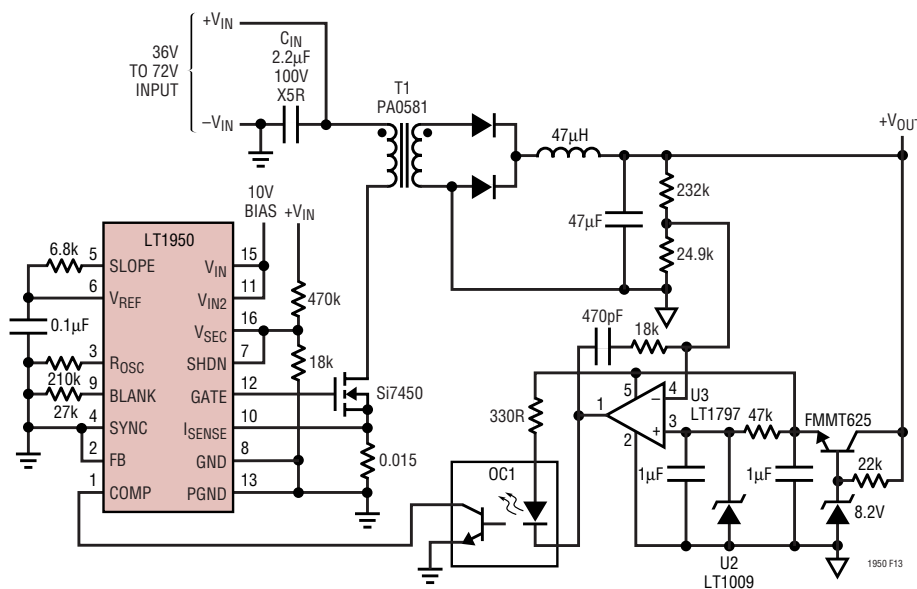 +VIN
36V
TO 72V
INPUT
–VIN
CIN
2.2µF
100V
X5R
T1
PA0581
47µH
+VOUT
232k
47µF
24.9k
10V
BIAS
+VIN
LT1950
6.8k
5
SLOPE
6
VREF
0.1µF
3
ROSC
210k
9
BLANK
27k
4
SYNC
2
FB
1
COMP
15
VIN
11
VIN2
16
VSEC
7
SHDN
12
GATE
10
ISENSE
8
GND
13
PGND
470k
18k
Si7450
0.015
470pF
18k
330R
1
5
4
–
U3
LT1797
3
+
2
47k
FMMT625
OC1
1µF
1µF
22k
8.2V
U2
LT1009
1950 F13